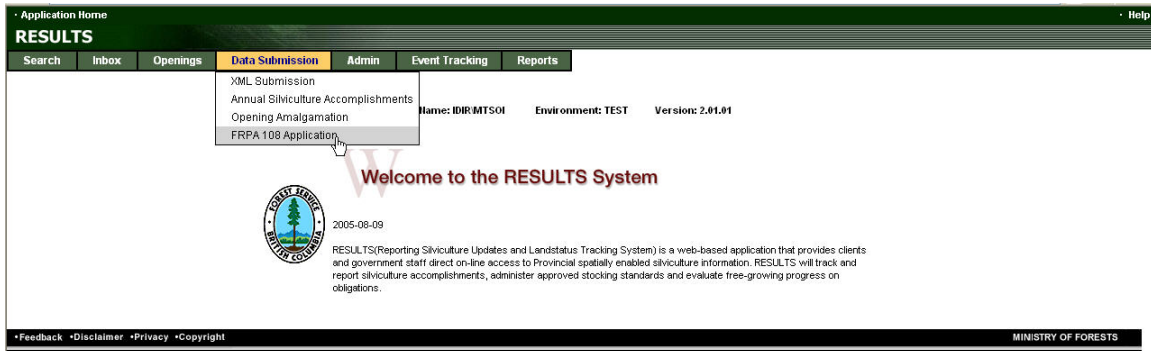 · Application Home · Help
RESULTS
Search Inbox Openings Data Submission Admin Event Tracking Reports
XML Submission
Annual Silviculture Accomplishments
Opening Amalgamation
FRPA 108 Application
Name: IDIR\MTSOI Environment: TEST Version: 2.01.01
W
Welcome to the RESULTS System
FOREST SERVICE
BRITISH COLUMBIA
2005-08-09
RESULTS(Reporting Silviculture Updates and Landstatus Tracking System) is a web-based application that provides clients
and government staff direct on-line access to Provincial spatially enabled silviculture information. RESULTS will track and
report silviculture accomplishments, administer approved stocking standards and evaluate free-growing progress on
obligations.
•Feedback •Disclaimer •Privacy •Copyright MINISTRY OF FORESTS